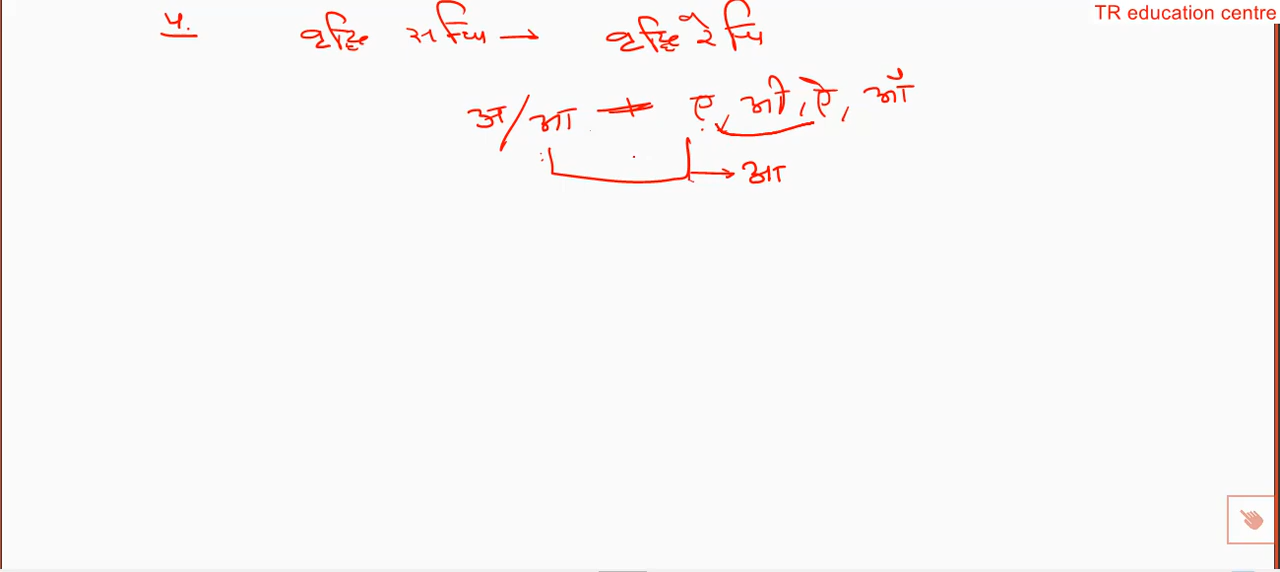 TR education centre
५. वृद्धि सन्धि → वृद्धिरेचि
अ/आ + ए, ओ, ऐ, औ
→ आ